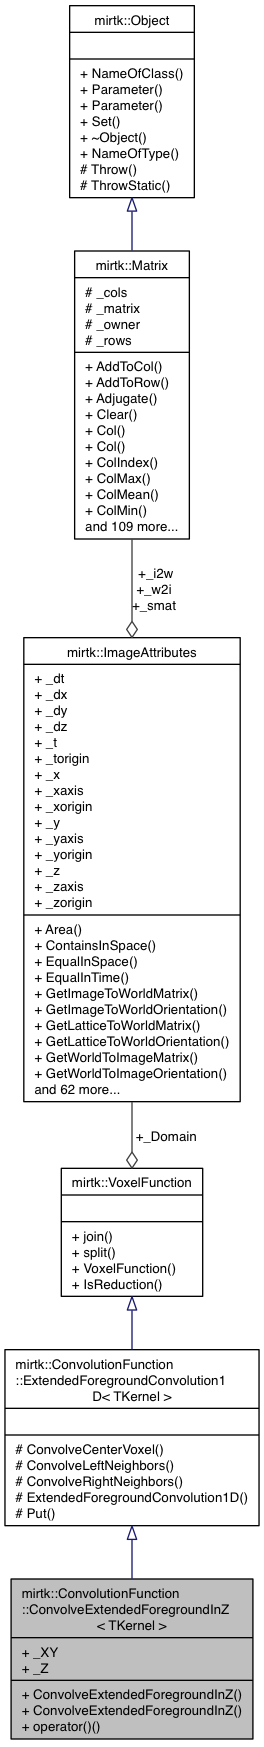 mirtk::Object
+ NameOfClass()
+ Parameter()
+ Parameter()
+ Set()
+ ~Object()
+ NameOfType()
# Throw()
# ThrowStatic()
mirtk::Matrix
# _cols
# _matrix
# _owner
# _rows
+ AddToCol()
+ AddToRow()
+ Adjugate()
+ Clear()
+ Col()
+ Col()
+ ColIndex()
+ ColMax()
+ ColMean()
+ ColMin()
and 109 more...
+_i2w
+_w2i
+_smat
mirtk::ImageAttributes
+ _dt
+ _dx
+ _dy
+ _dz
+ _t
+ _torigin
+ _x
+ _xaxis
+ _xorigin
+ _y
+ _yaxis
+ _yorigin
+ _z
+ _zaxis
+ _zorigin
+ Area()
+ ContainsInSpace()
+ EqualInSpace()
+ EqualInTime()
+ GetImageToWorldMatrix()
+ GetImageToWorldOrientation()
+ GetLatticeToWorldMatrix()
+ GetLatticeToWorldOrientation()
+ GetWorldToImageMatrix()
+ GetWorldToImageOrientation()
and 62 more...
+_Domain
mirtk::VoxelFunction
+ join()
+ split()
+ VoxelFunction()
+ IsReduction()
mirtk::ConvolutionFunction
::ExtendedForegroundConvolution1
D< TKernel >
# ConvolveCenterVoxel()
# ConvolveLeftNeighbors()
# ConvolveRightNeighbors()
# ExtendedForegroundConvolution1D()
# Put()
mirtk::ConvolutionFunction
::ConvolveExtendedForegroundInZ
< TKernel >
+ _XY
+ _Z
+ ConvolveExtendedForegroundInZ()
+ ConvolveExtendedForegroundInZ()
+ operator()()